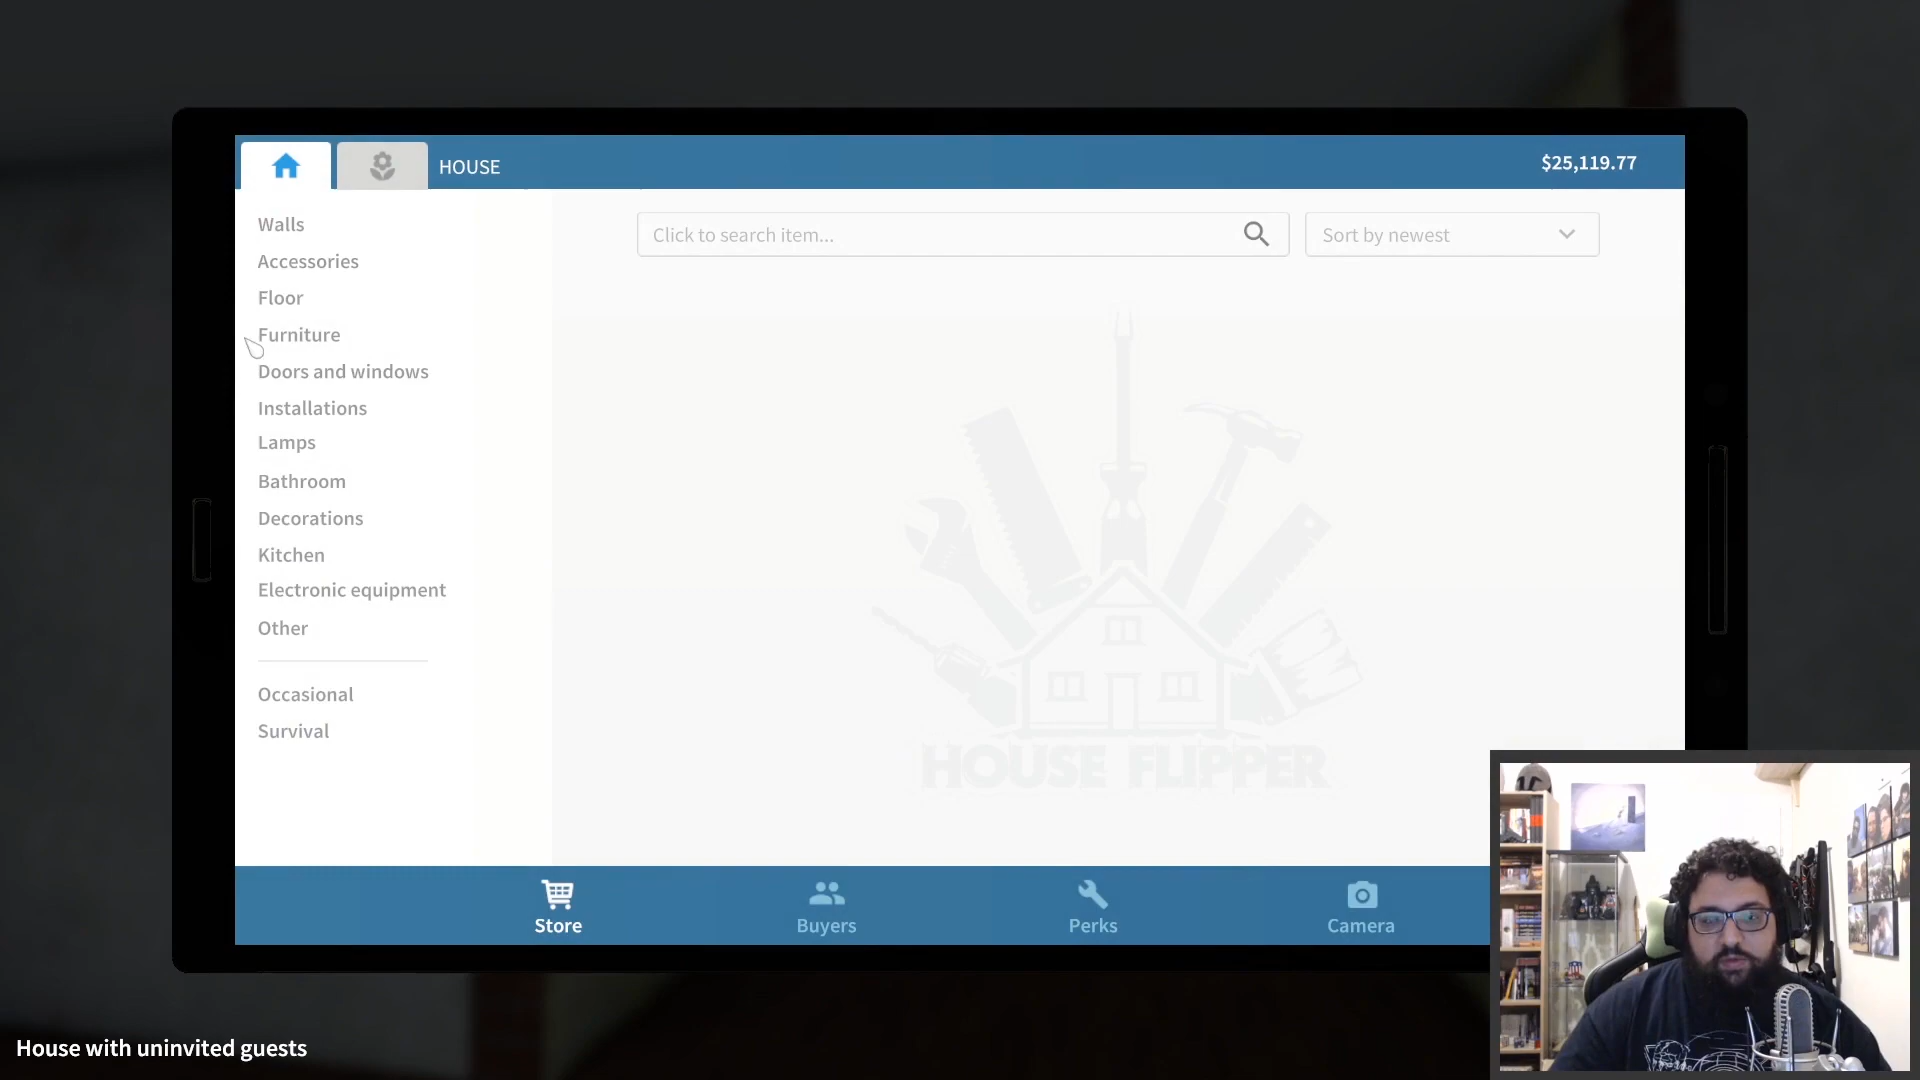 HOUSE
$25,119.77
Walls
Accessories
Floor
Furniture
Doors and windows
Installations
Lamps
Bathroom
Decorations
Kitchen
Electronic equipment
Other
Occasional
Survival
Click to search item...
Sort by newest
HOUSE FLIPPER
Store
Buyers
Perks
Camera
House with uninvited guests